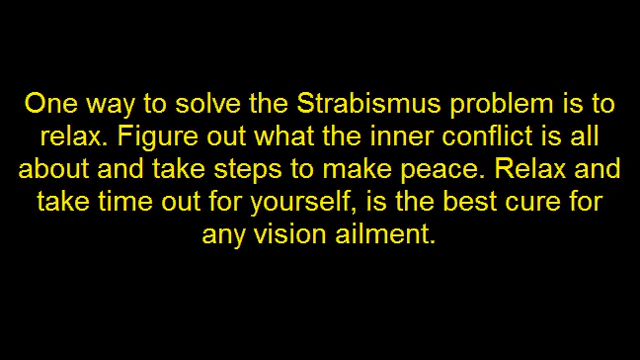 One way to solve the Strabismus problem is to
relax. Figure out what the inner conflict is all
about and take steps to make peace. Relax and
take time out for yourself, is the best cure for
any vision ailment.